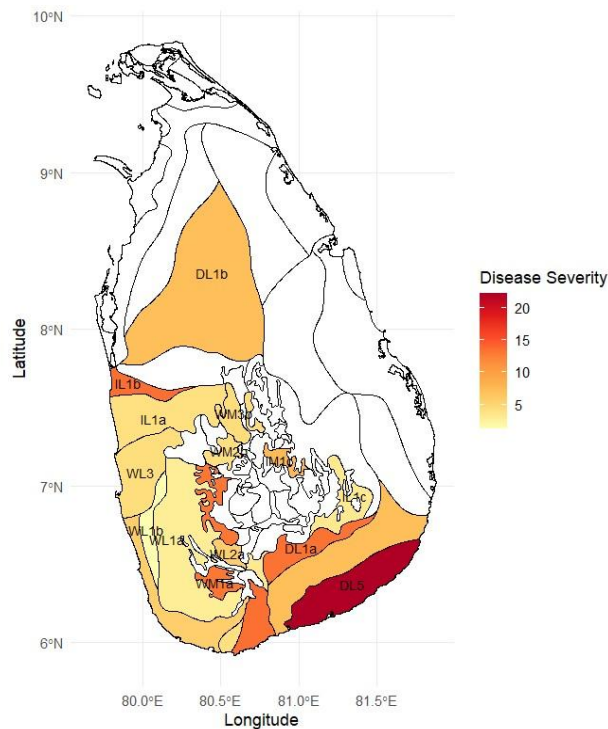 10°N
9°N
8°N
7°N
6°N
Latitude
DL1b
IL1b
IL1a
WM3b
WM2b
IM1b
WL3
IL1c
WL1b
WL1a
WL2a
DL1a
WM1a
DL5
80.0°E
80.5°E
81.0°E
81.5°E
Longitude
Disease Severity
20
15
10
5